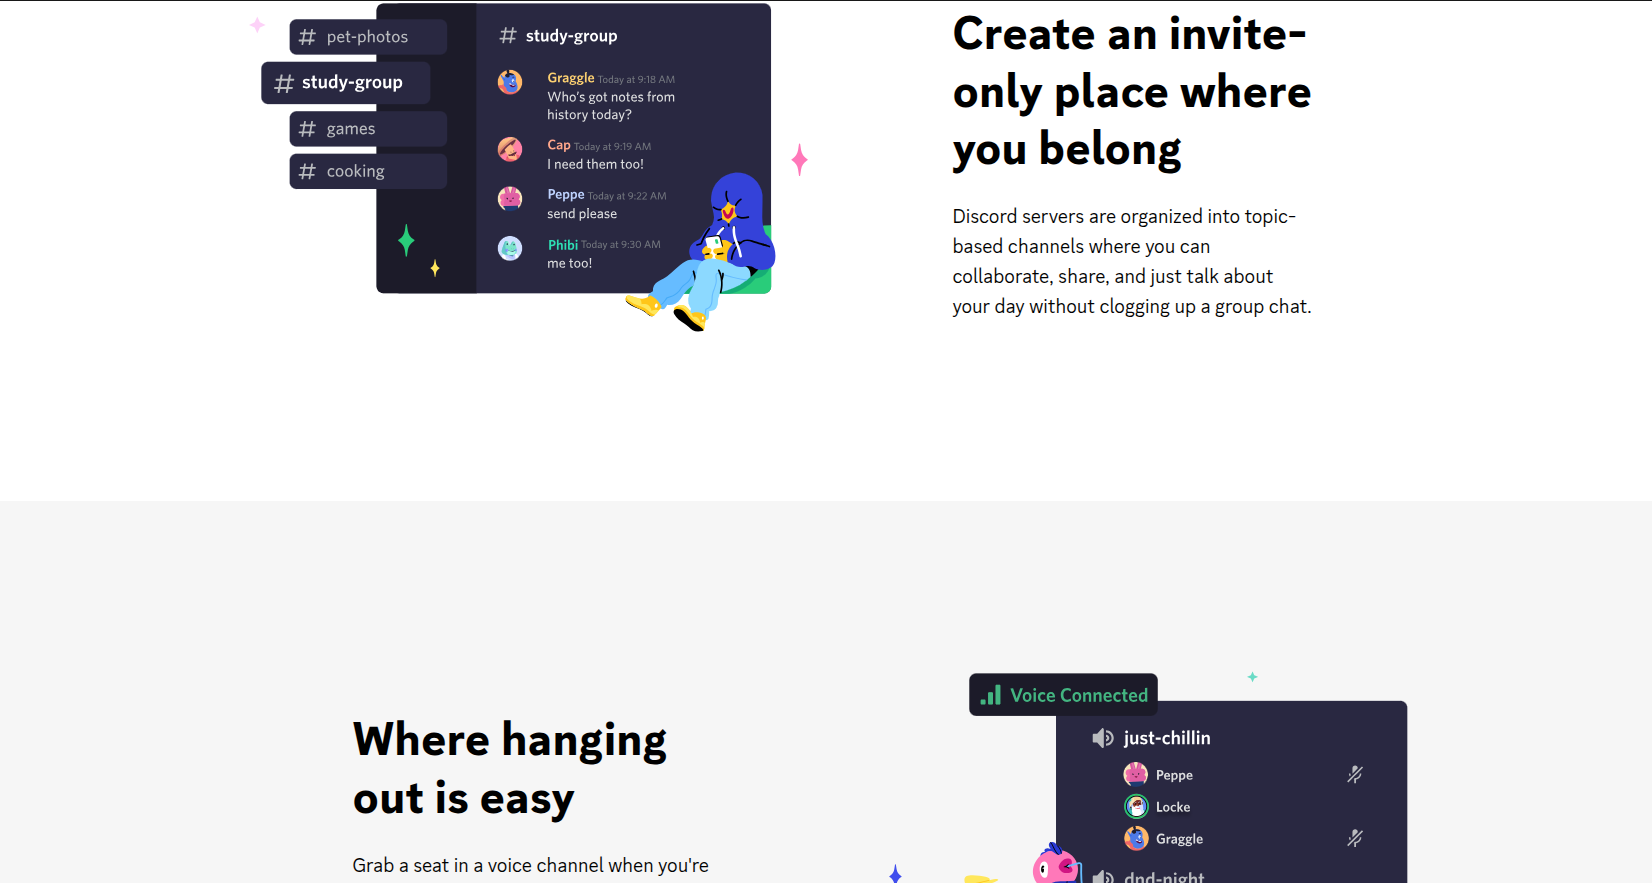 # pet-photos
# study-group
# games
# cooking
# study-group
Graggle Today at 9:18 AM
Who's got notes from
history today?
Cap Today at 9:19 AM
I need them too!
Peppe Today at 9:22 AM
send please
Phibi Today at 9:30 AM
me too!
Create an invite-
only place where
you belong
Discord servers are organized into topic-
based channels where you can
collaborate, share, and just talk about
your day without clogging up a group chat.
Where hanging
out is easy
Grab a seat in a voice channel when you're
Voice Connected
just-chillin
Peppe
Locke
Graggle
dnd-night